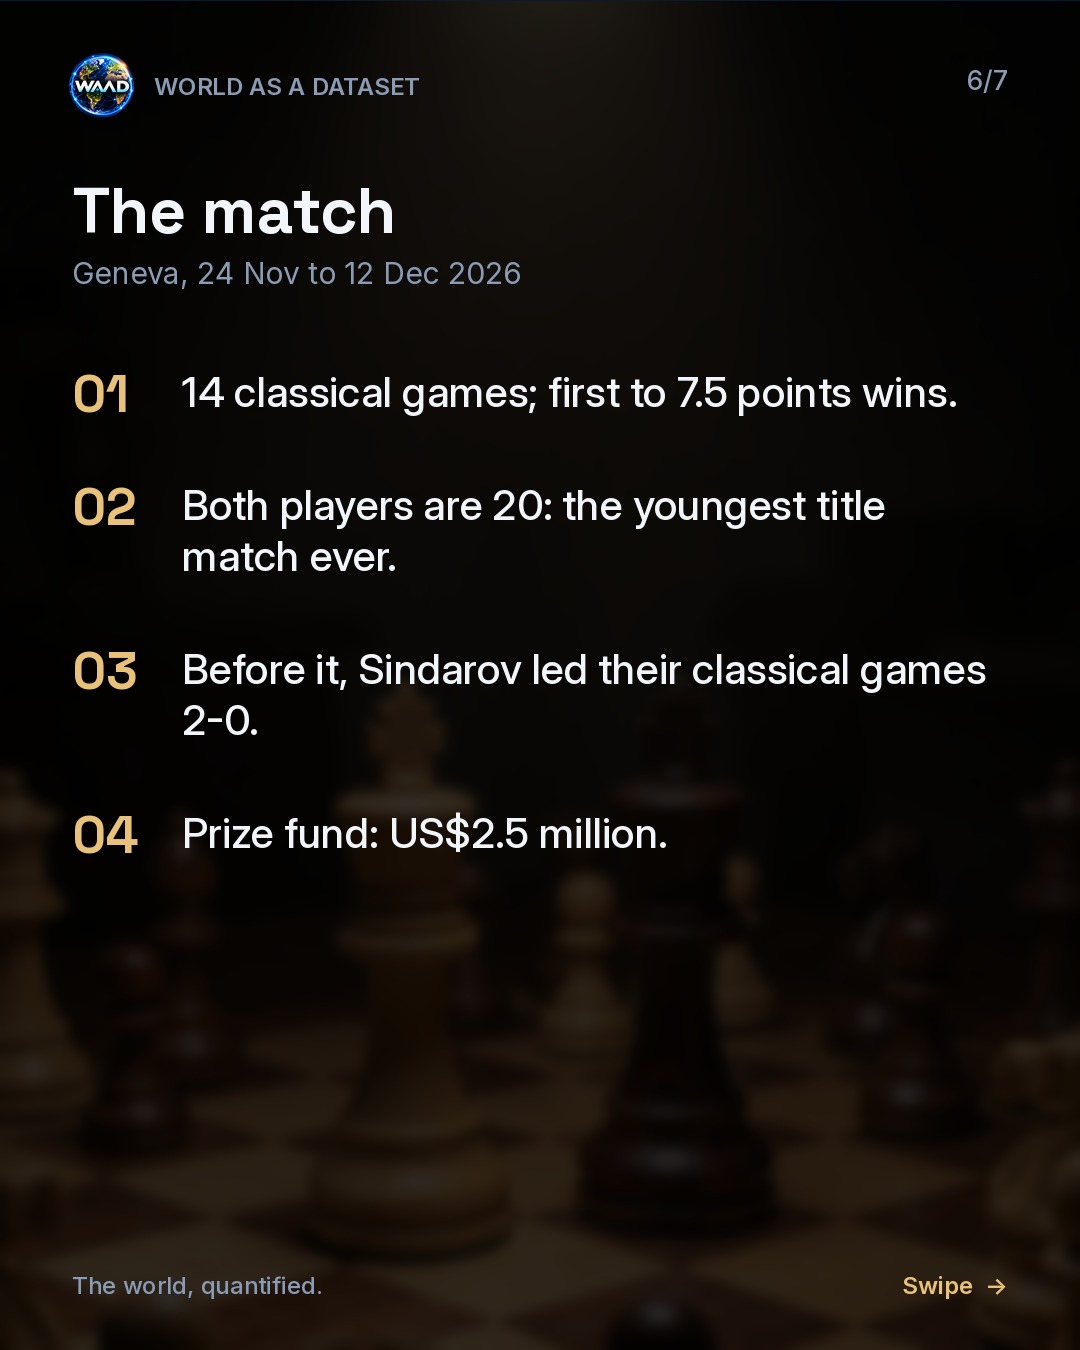 WAAD
WORLD AS A DATASET
6/7
The match
Geneva, 24 Nov to 12 Dec 2026
01 14 classical games; first to 7.5 points wins.
02 Both players are 20: the youngest title
match ever.
03 Before it, Sindarov led their classical games
2-0.
04 Prize fund: US$2.5 million.
The world, quantified.
Swipe →